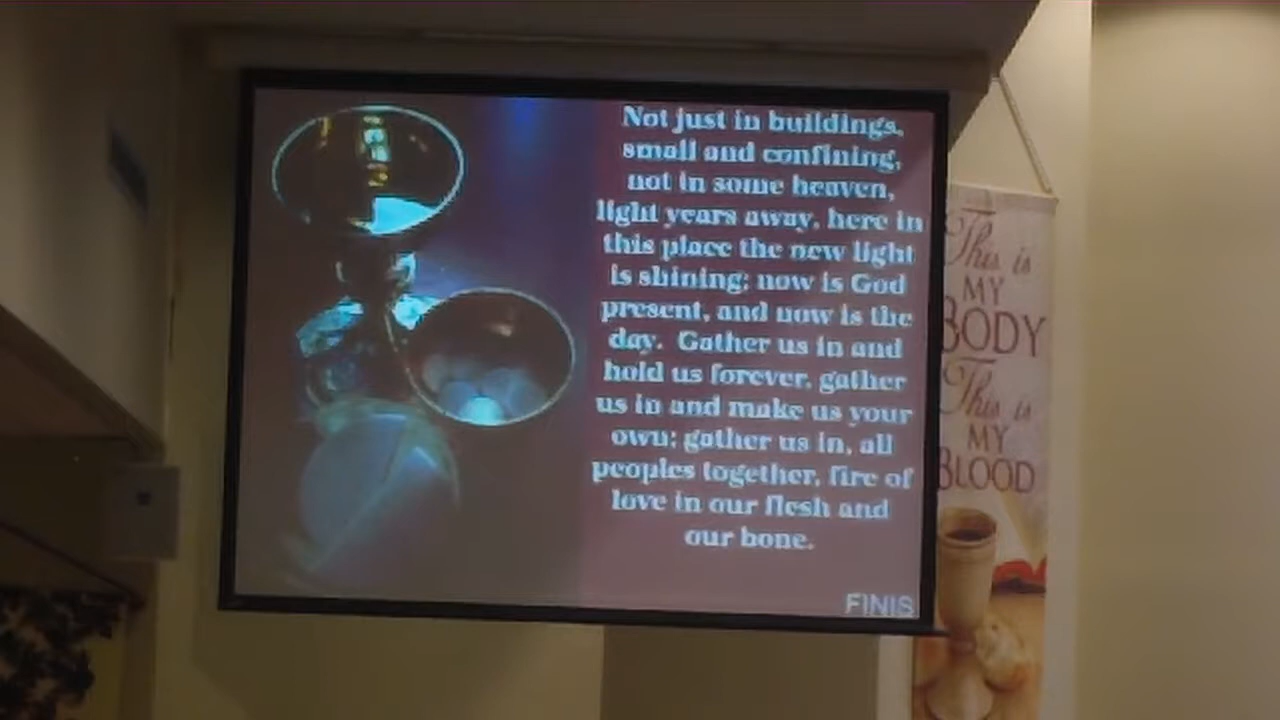 Not just in buildings,
small and confining,
not in some heaven,
light years away, here in
this place the new light
is shining; now is God
present, and now is the
day. Gather us in and
hold us forever, gather
us in and make us your
own; gather us in, all
peoples together, fire of
love in our flesh and
our bone.
FINIS
This is
MY
BODY
This is
MY
BLOOD